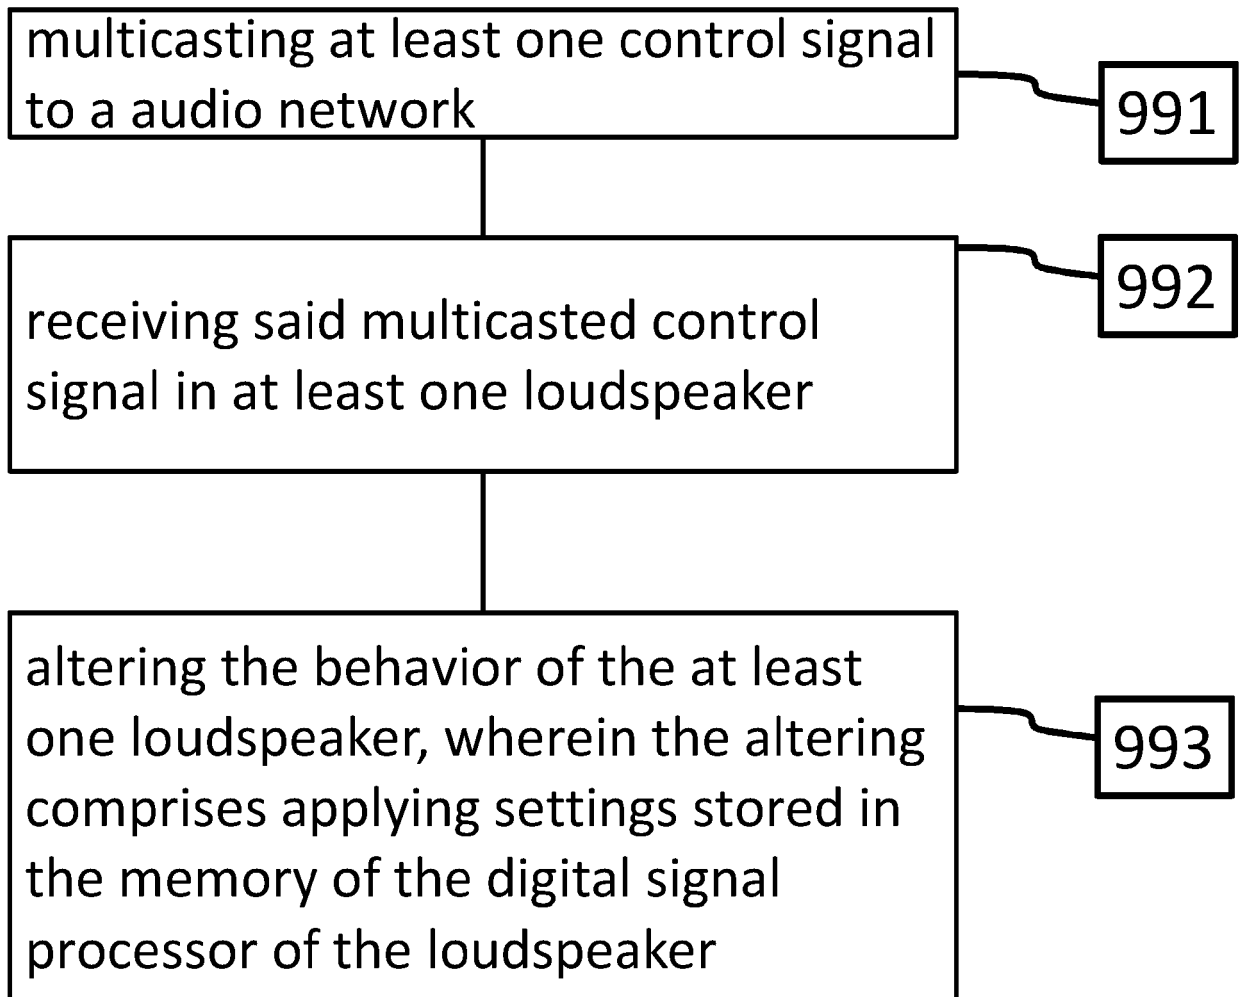 multicasting at least one control signal
to a audio network
991
receiving said multicasted control
signal in at least one loudspeaker
992
altering the behavior of the at least
one loudspeaker, wherein the altering
comprises applying settings stored in
the memory of the digital signal
processor of the loudspeaker
993